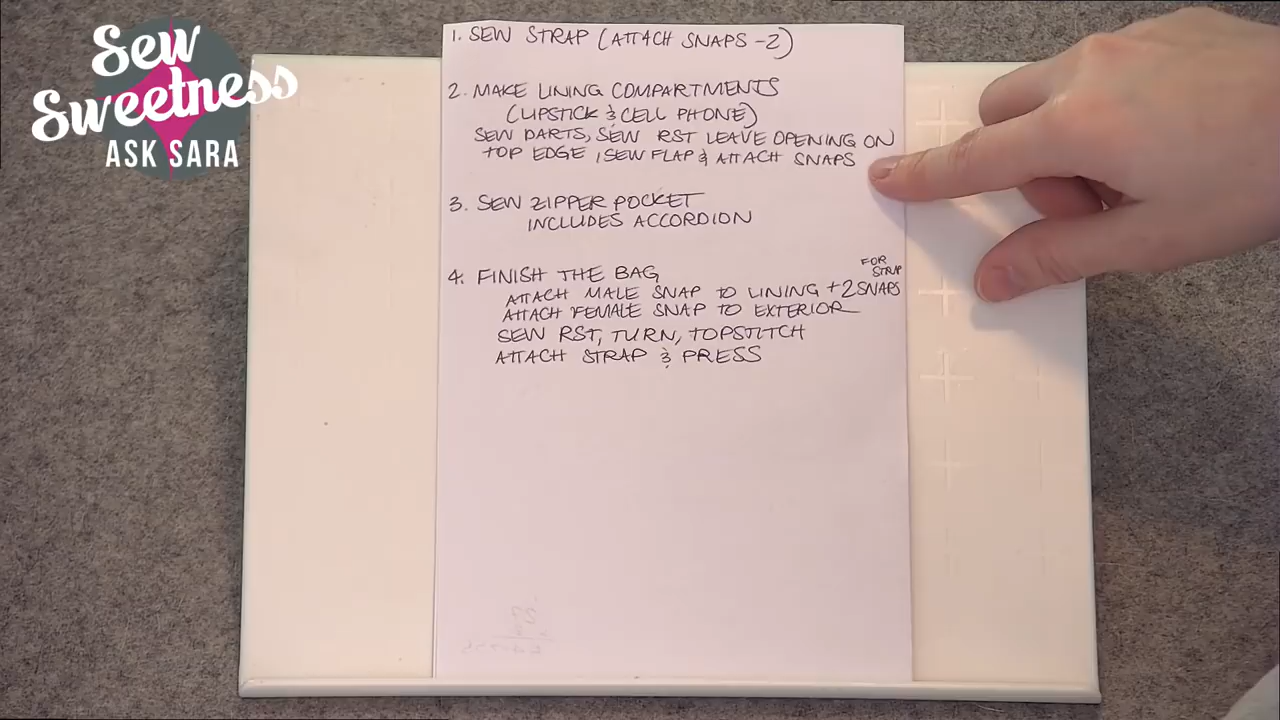 Sew
Sweetness
ASK SARA
1. SEW STRAP (ATTACH SNAPS -2)
2. MAKE LINING COMPARTMENTS
(LIPSTICK & CELL PHONE)
SEW DARTS, SEW RST LEAVE OPENING ON
TOP EDGE, SEW FLAP & ATTACH SNAPS
3. SEW ZIPPER POCKET
INCLUDES ACCORDION
4. FINISH THE BAG
FOR
STRAP
ATTACH MALE SNAP TO LINING + 2 SNAPS
ATTACH FEMALE SNAP TO EXTERIOR
SEW RST, TURN, TOPSTITCH
ATTACH STRAP & PRESS